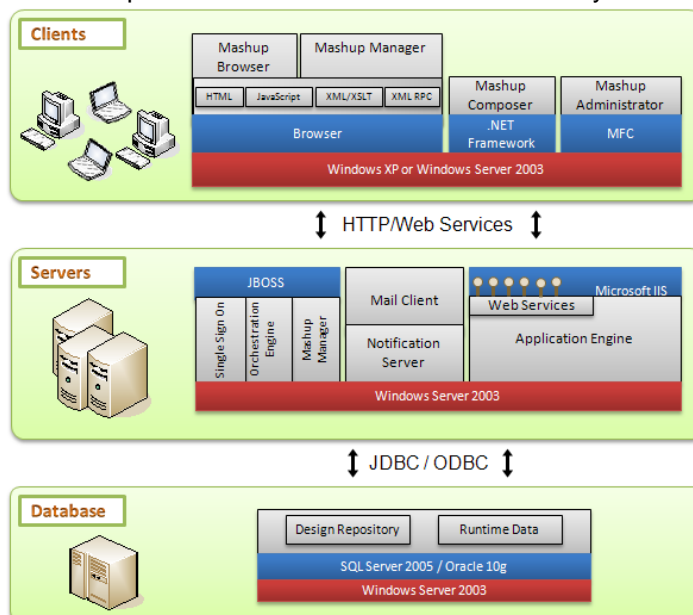 Clients
Mashup
Browser
Mashup Manager
HTML
JavaScript
XML/XSLT
XML RPC
Mashup
Composer
Mashup
Administrator
Browser
.NET
Framework
MFC
Windows XP or Windows Server 2003
HTTP/Web Services
Servers
JBOSS
Single Sign On
Orchestration
Engine
Mashup
Manager
Mail Client
Notification
Server
Microsoft IIS
Web Services
Application Engine
Windows Server 2003
JDBC / ODBC
Database
Design Repository
Runtime Data
SQL Server 2005 / Oracle 10g
Windows Server 2003